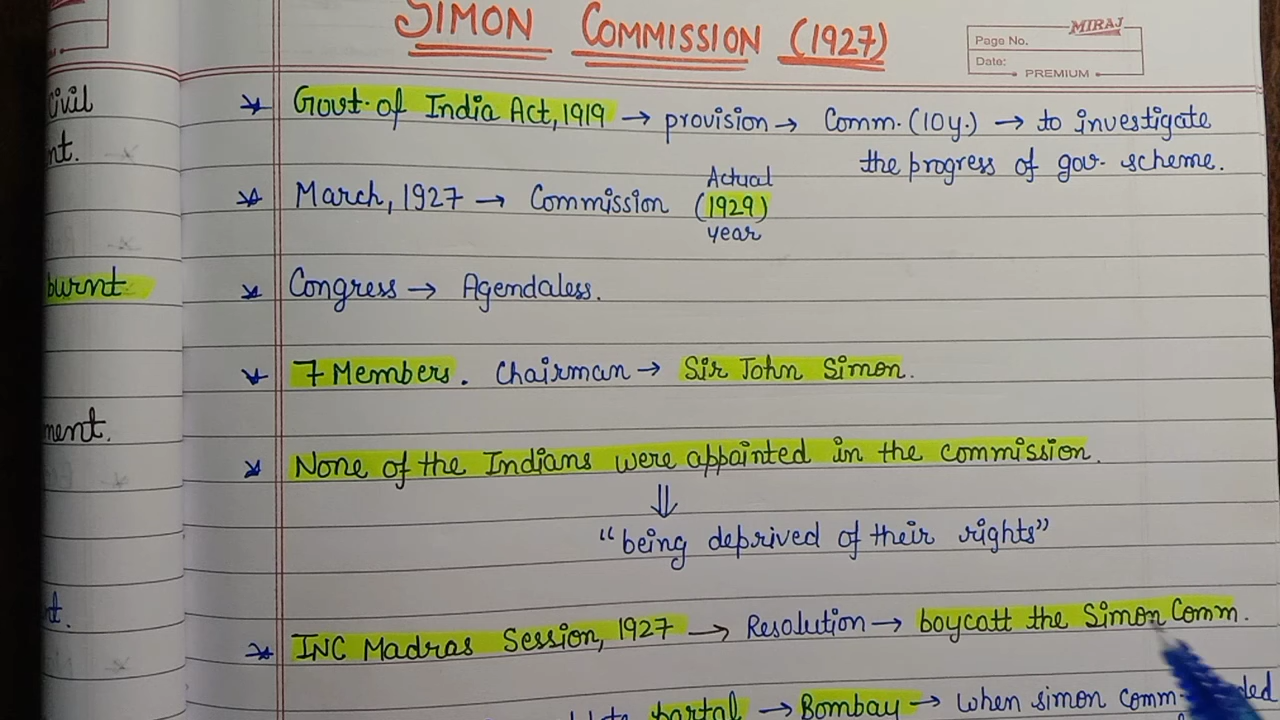 SIMON COMMISSION (1927)
MIRAJ
Page No.
Date:
PREMIUM
Civil
nt.
burnt
ment.
t.
Govt. of India Act, 1919 → provision → Comm. (10y.) → to investigate
the progress of gov. scheme.
Actual
March, 1927 → Commission (1929)
year
Congress → Agendaless.
7 Members. Chairman → Sir John Simon.
None of the Indians were appointed in the commission.
⇓
"being deprived of their rights"
INC Madras Session, 1927 → Resolution → boycott the Simon Comm.
hartal → Bombay → when simon comm.